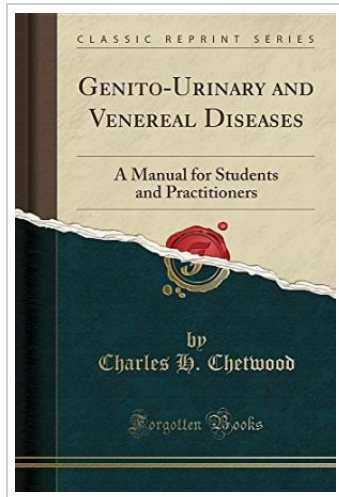 CLASSIC REPRINT SERIES
GENITO-URINARY AND
VENEREAL DISEASES
A Manual for Students
and Practitioners
F
by
Charles H. Chetwood
Forgotten Books